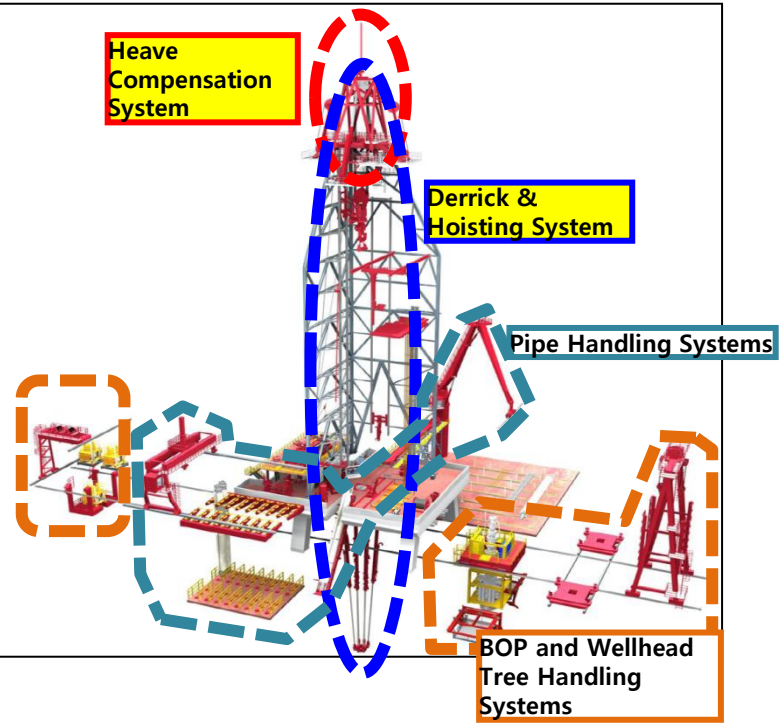 Heave
Compensation
System
Derrick &
Hoisting System
Pipe Handling Systems
BOP and Wellhead
Tree Handling
Systems